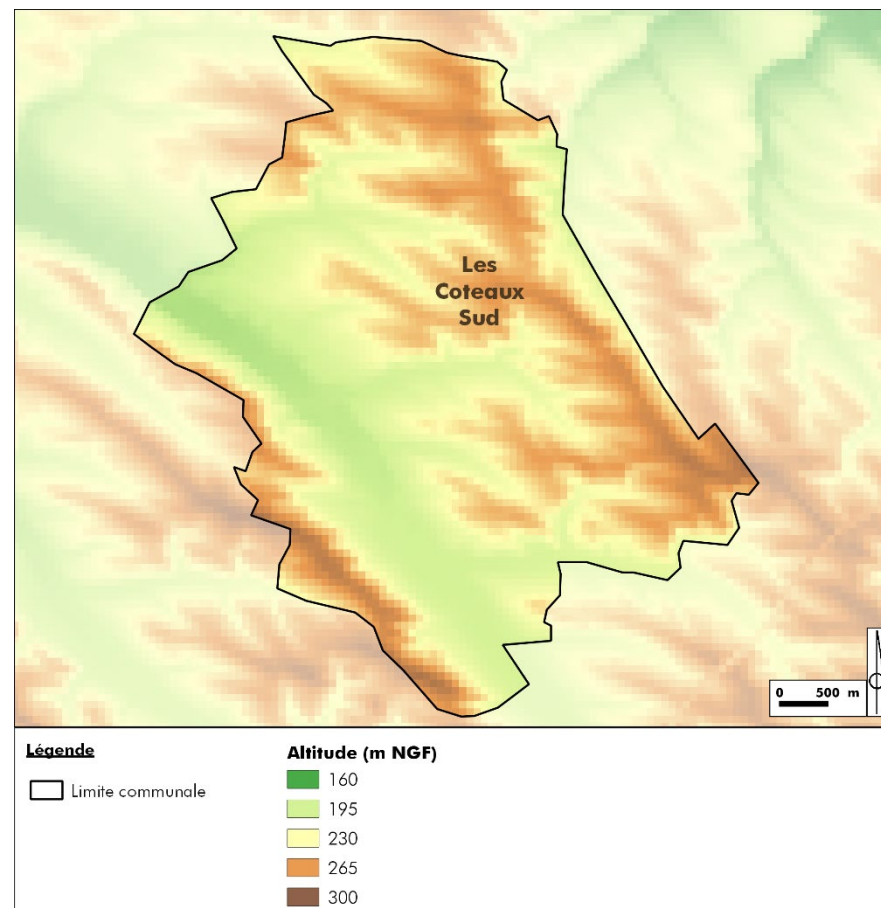 Les
Coteaux
Sud
0 500 m
Légende
Limite communale
Altitude (m NGF)
160
195
230
265
300